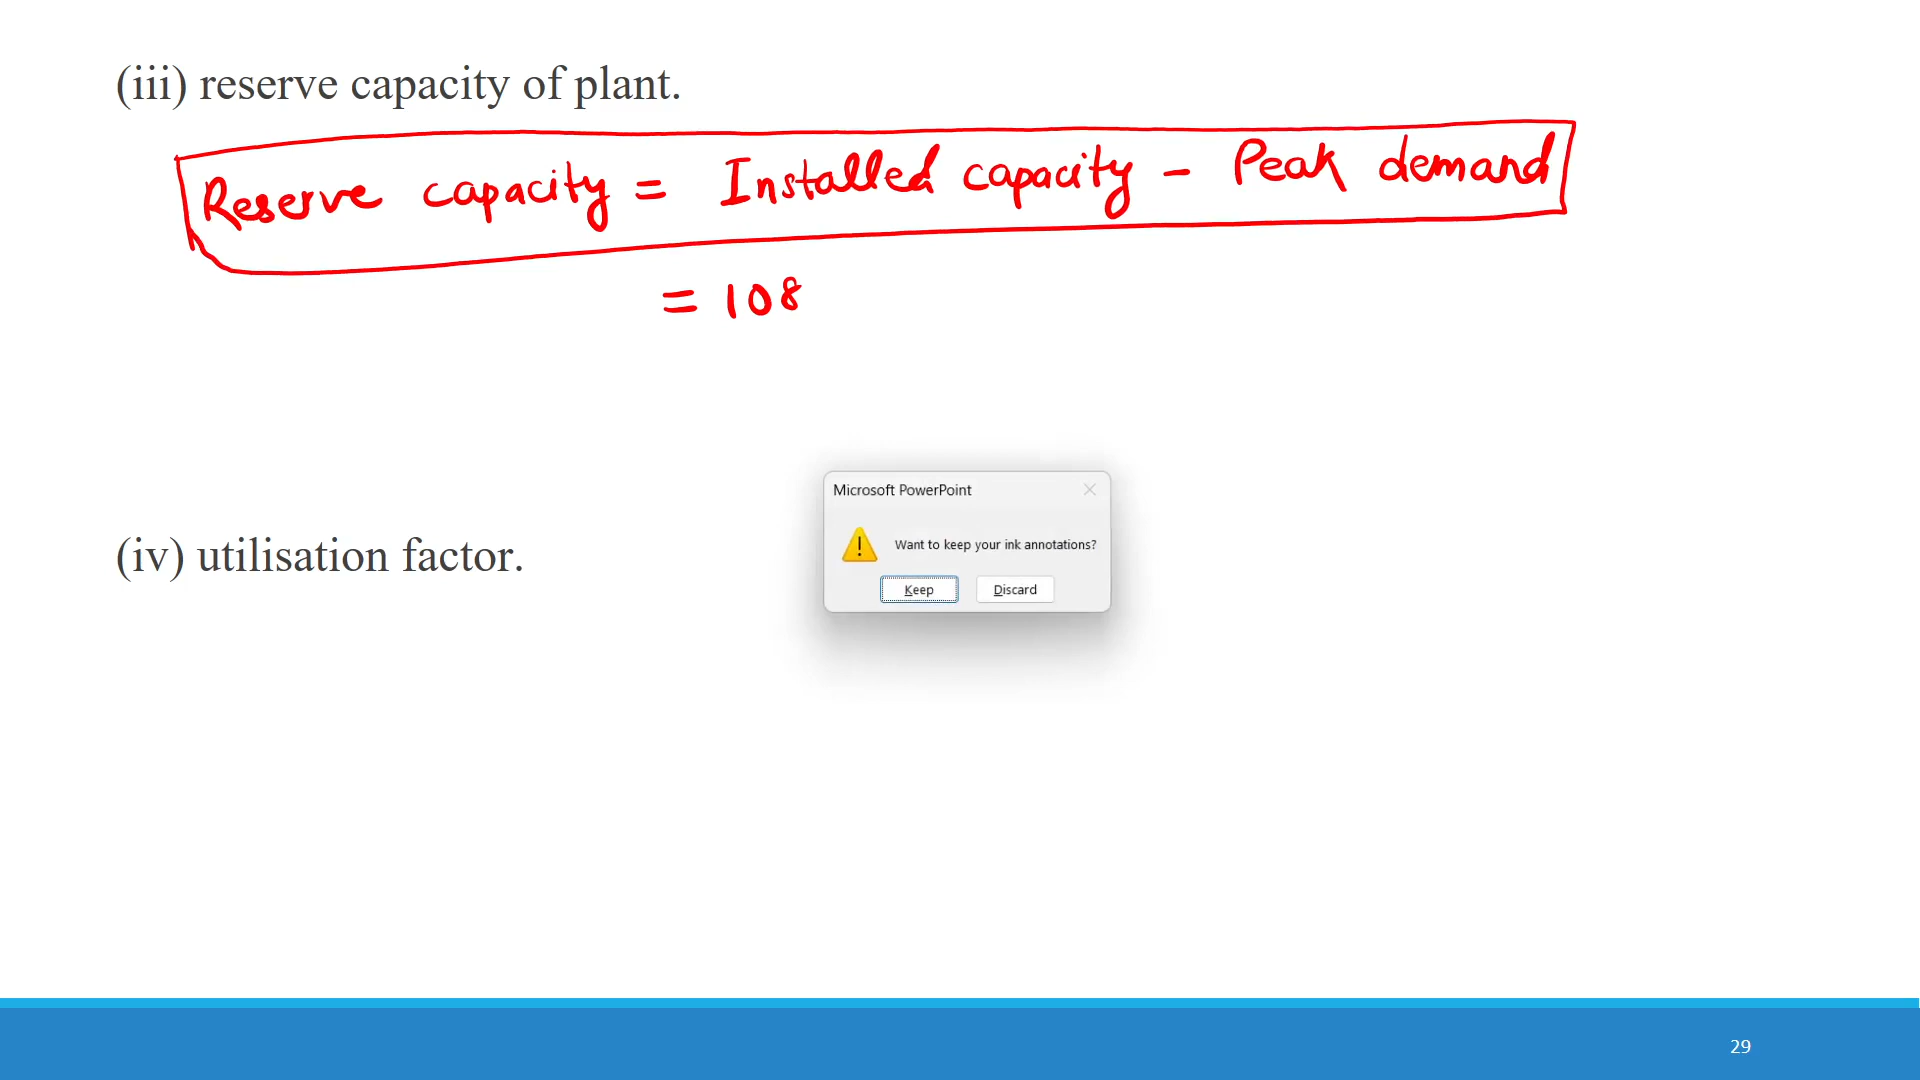 (iii) reserve capacity of plant.
Reserve capacity = Installed capacity - Peak demand
= 108
Microsoft PowerPoint
Want to keep your ink annotations?
Keep Discard
(iv) utilisation factor.
29